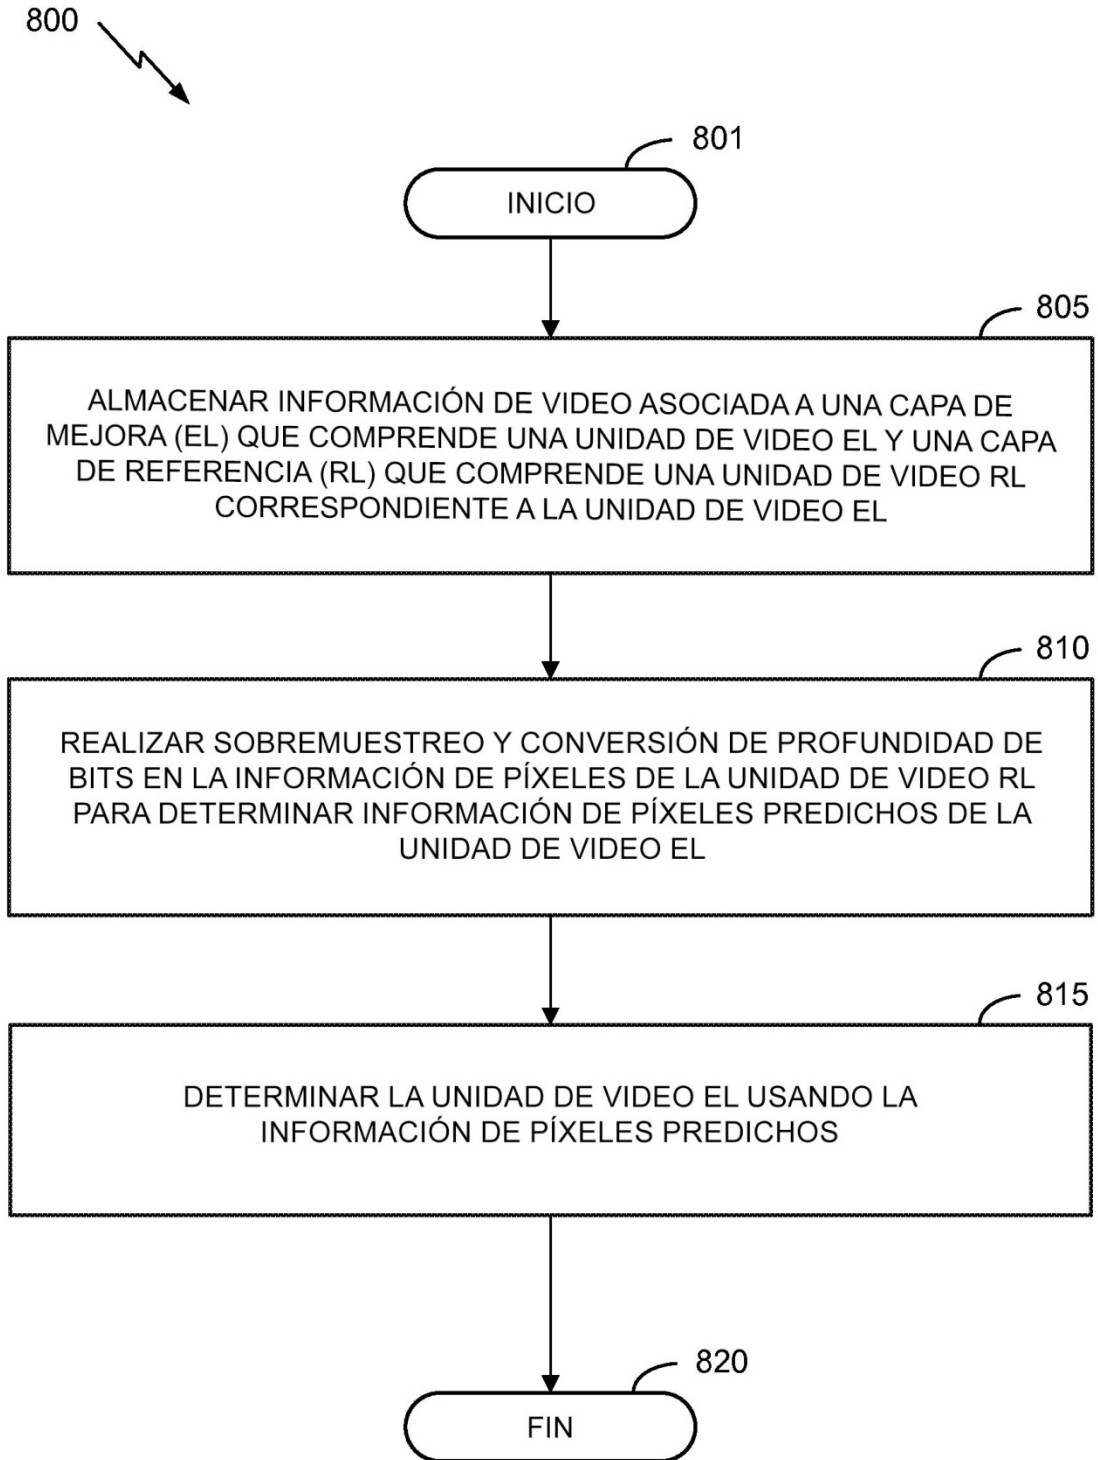 800
801
INICIO
805
ALMACENAR INFORMACIÓN DE VIDEO ASOCIADA A UNA CAPA DE
MEJORA (EL) QUE COMPRENDE UNA UNIDAD DE VIDEO EL Y UNA CAPA
DE REFERENCIA (RL) QUE COMPRENDE UNA UNIDAD DE VIDEO RL
CORRESPONDIENTE A LA UNIDAD DE VIDEO EL
810
REALIZAR SOBREMUESTREO Y CONVERSIÓN DE PROFUNDIDAD DE
BITS EN LA INFORMACIÓN DE PÍXELES DE LA UNIDAD DE VIDEO RL
PARA DETERMINAR INFORMACIÓN DE PÍXELES PREDICHOS DE LA
UNIDAD DE VIDEO EL
815
DETERMINAR LA UNIDAD DE VIDEO EL USANDO LA
INFORMACIÓN DE PÍXELES PREDICHOS
820
FIN